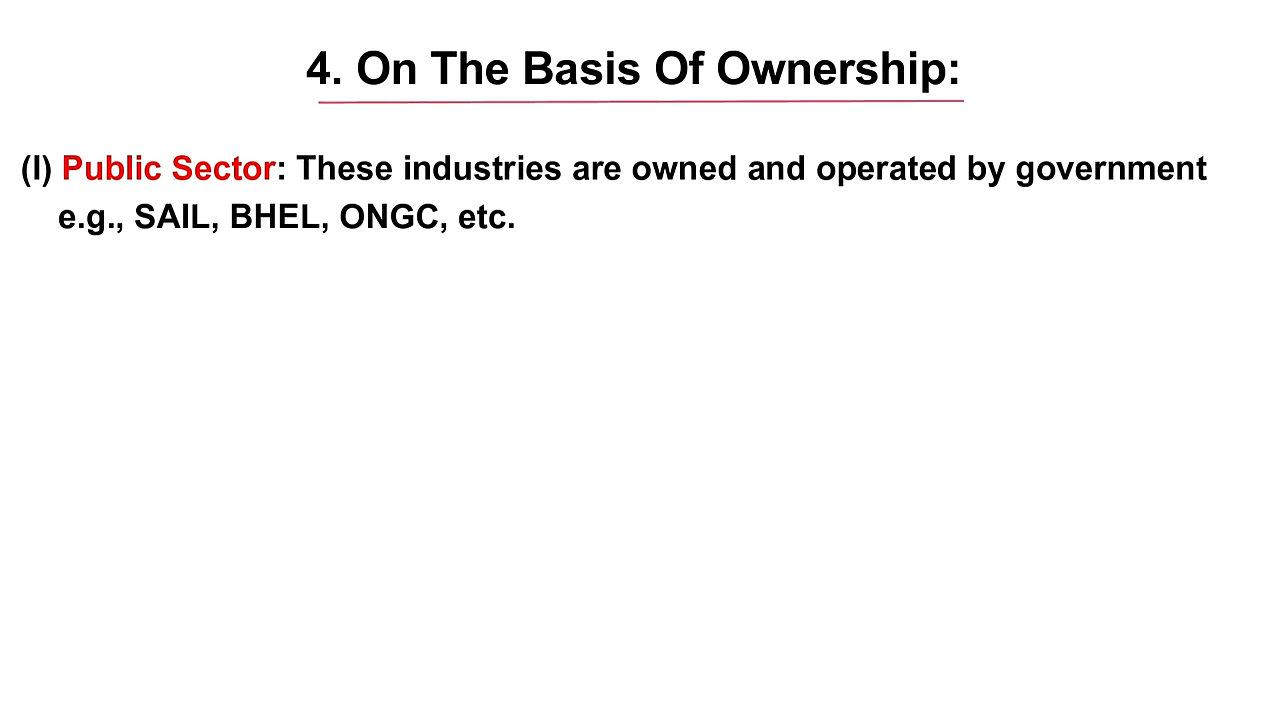 4. On The Basis Of Ownership:
(I) Public Sector: These industries are owned and operated by government
e.g., SAIL, BHEL, ONGC, etc.